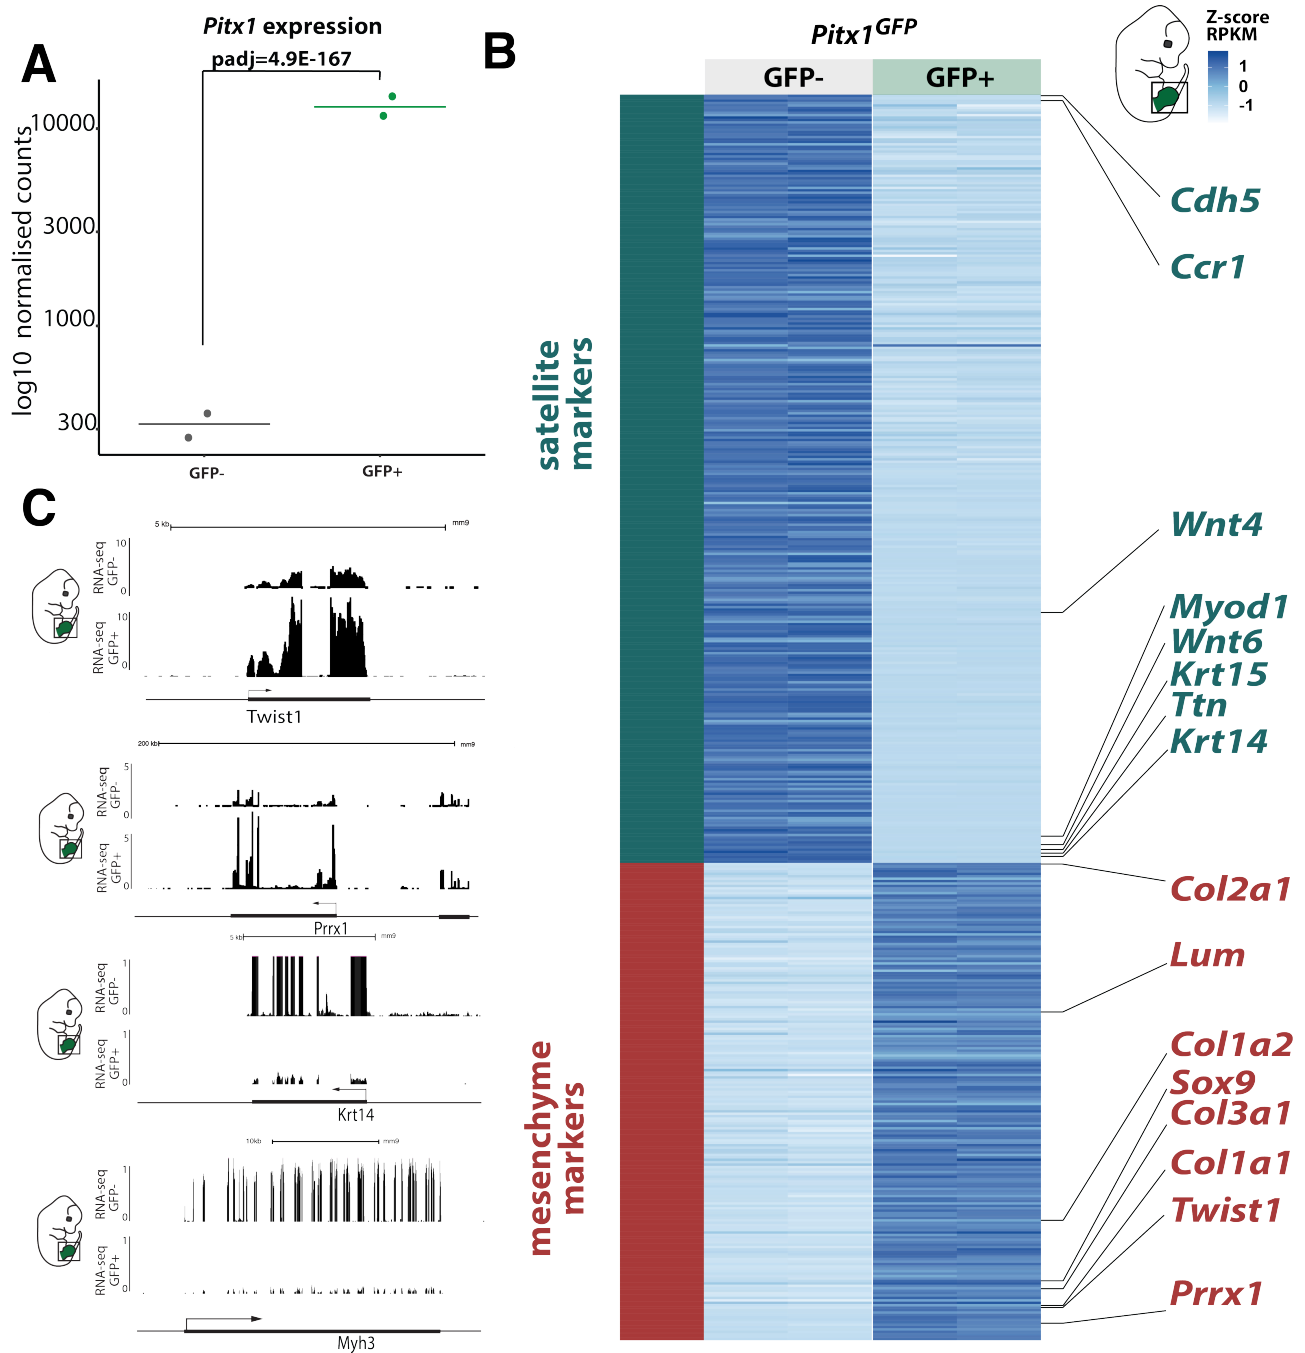 A
Pitx1 expression
padj=4.9E-167
log10 normalised counts
10000
3000
1000
300
GFP-
GFP+
B
Pitx1GFP
GFP-
GFP+
Z-score
RPKM
1
0
-1
satellite
markers
mesenchyme
markers
Cdh5
Ccr1
Wnt4
Myod1
Wnt6
Krt15
Ttn
Krt14
Col2a1
Lum
Col1a2
Sox9
Col3a1
Col1a1
Twist1
Prrx1
C
5 kb
mm9
RNA-seq
GFP-
10
0
RNA-seq
GFP+
10
0
Twist1
200 kb
mm9
RNA-seq
GFP-
5
0
RNA-seq
GFP+
5
0
Prrx1
5 kb
mm9
RNA-seq
GFP-
1
0
RNA-seq
GFP+
1
0
Krt14
10kb
mm9
RNA-seq
GFP-
1
0
RNA-seq
GFP+
1
0
Myh3